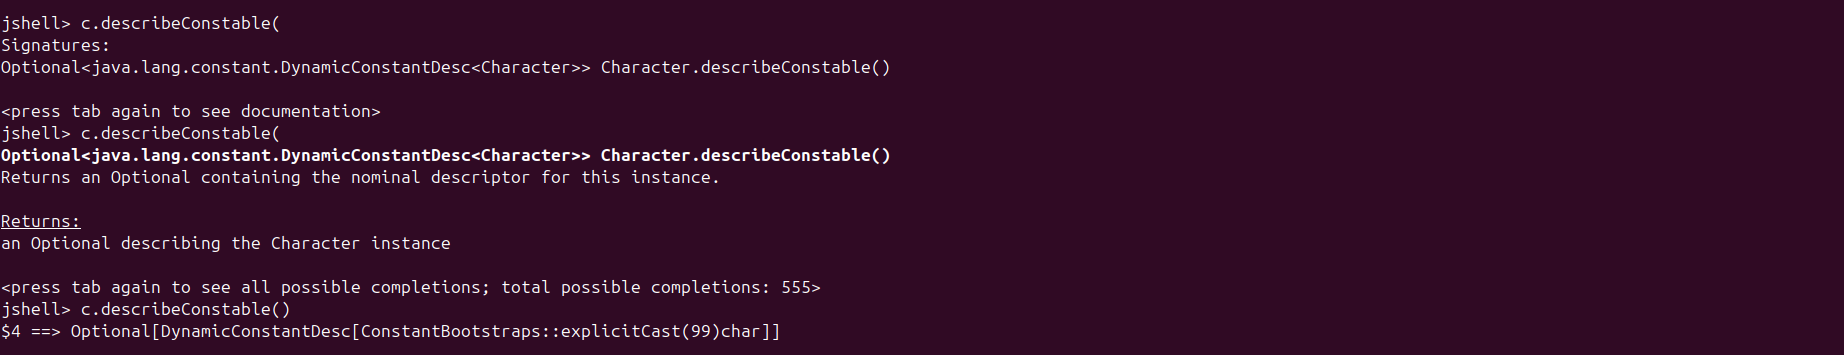 jshell> c.describeConstable(
Signatures:
Optional<java.lang.constant.DynamicConstantDesc<Character>> Character.describeConstable()
<press tab again to see documentation>
jshell> c.describeConstable(
Optional<java.lang.constant.DynamicConstantDesc<Character>> Character.describeConstable()
Returns an Optional containing the nominal descriptor for this instance.
Returns:
an Optional describing the Character instance
<press tab again to see all possible completions; total possible completions: 555>
jshell> c.describeConstable()
$4 ==> Optional[DynamicConstantDesc[ConstantBootstraps::explicitCast(99)char]]